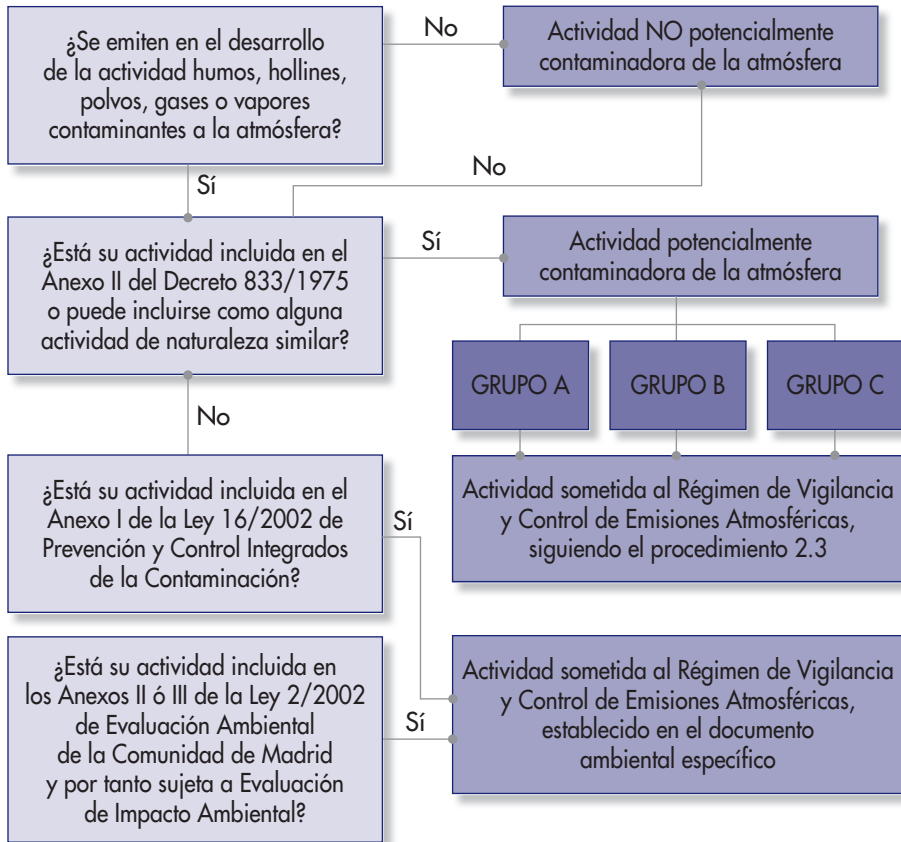 ¿Se emiten en el desarrollo
de la actividad humos, hollines,
polvos, gases o vapores
contaminantes a la atmósfera?
No
Actividad NO potencialmente
contaminadora de la atmósfera
Sí
No
¿Está su actividad incluida en el
Anexo II del Decreto 833/1975
o puede incluirse como alguna
actividad de naturaleza similar?
Sí
Actividad potencialmente
contaminadora de la atmósfera
GRUPO A
GRUPO B
GRUPO C
No
¿Está su actividad incluida en el
Anexo I de la Ley 16/2002 de
Prevención y Control Integrados
de la Contaminación?
Sí
Actividad sometida al Régimen de Vigilancia
y Control de Emisiones Atmosféricas,
siguiendo el procedimiento 2.3
¿Está su actividad incluida en
los Anexos II ó III de la Ley 2/2002
de Evaluación Ambiental
de la Comunidad de Madrid
y por tanto sujeta a Evaluación
de Impacto Ambiental?
Sí
Actividad sometida al Régimen de Vigilancia
y Control de Emisiones Atmosféricas,
establecido en el documento
ambiental específico